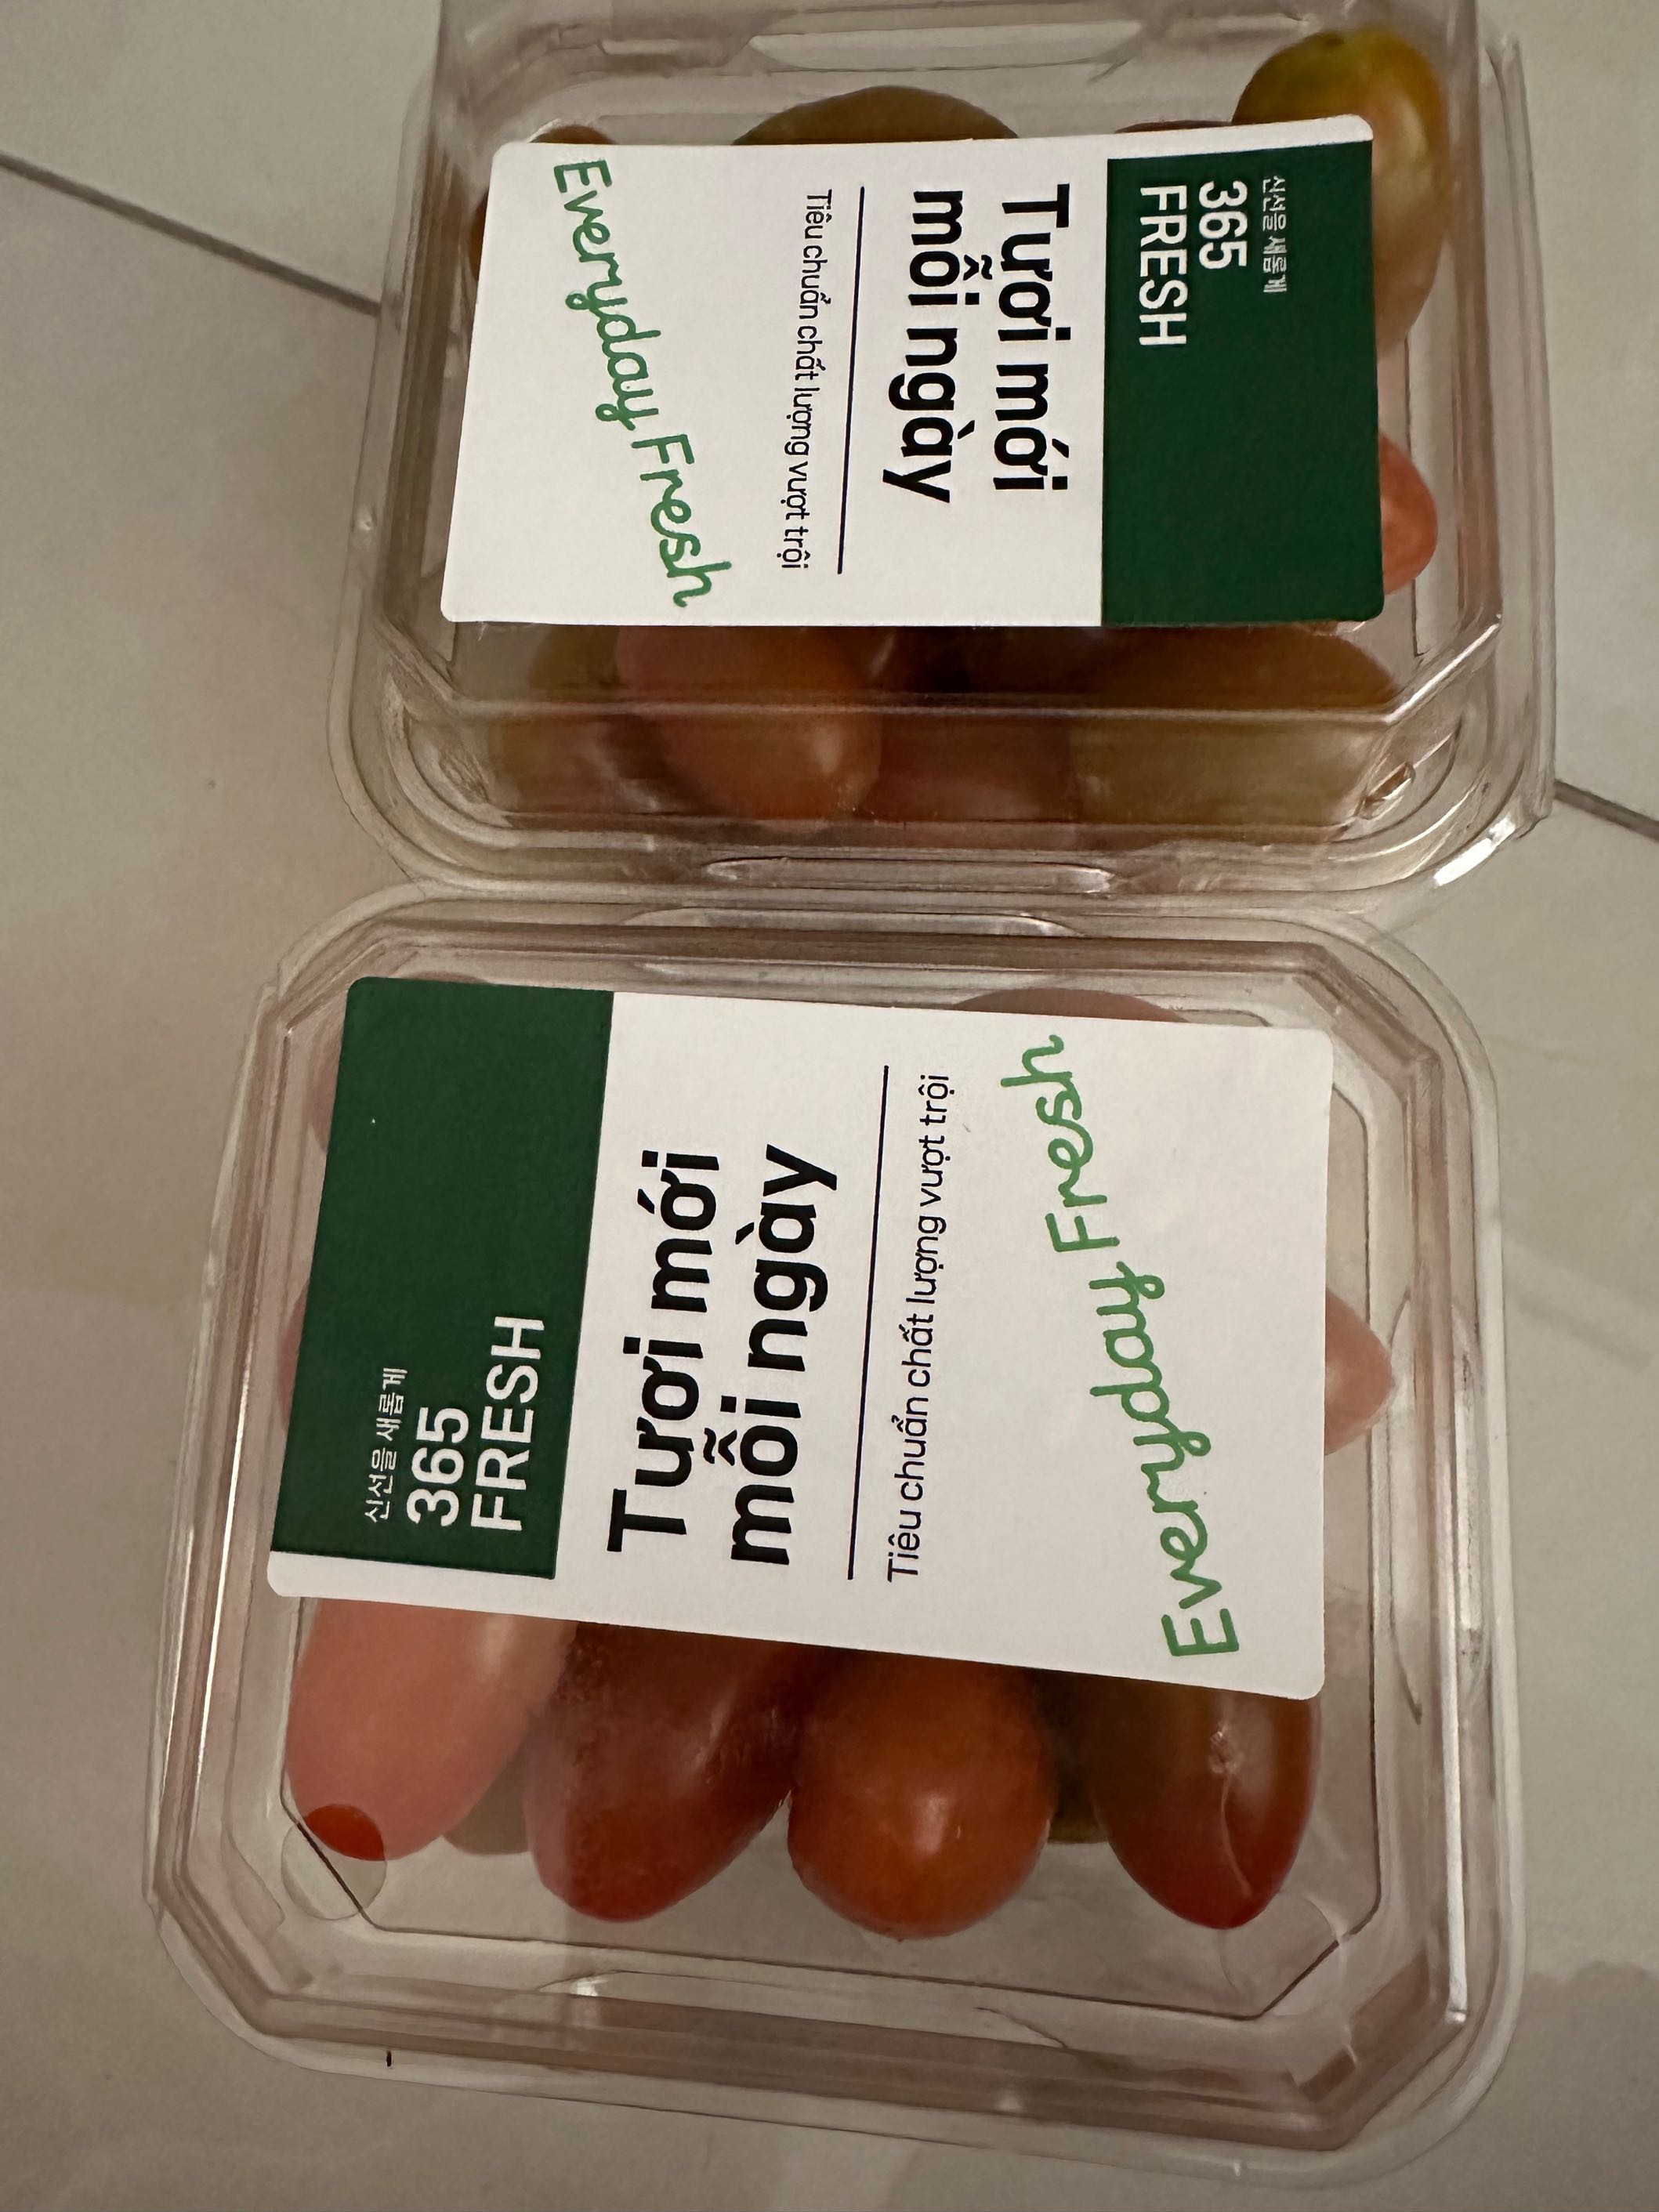 신선을 새롭게
365
FRESH
Tươi mới
mỗi ngày
Tiêu chuẩn chất lượng vượt trội
Everyday Fresh
신선을 새롭게
365
FRESH
Tươi mới
mỗi ngày
Tiêu chuẩn chất lượng vượt trội
Everyday Fresh